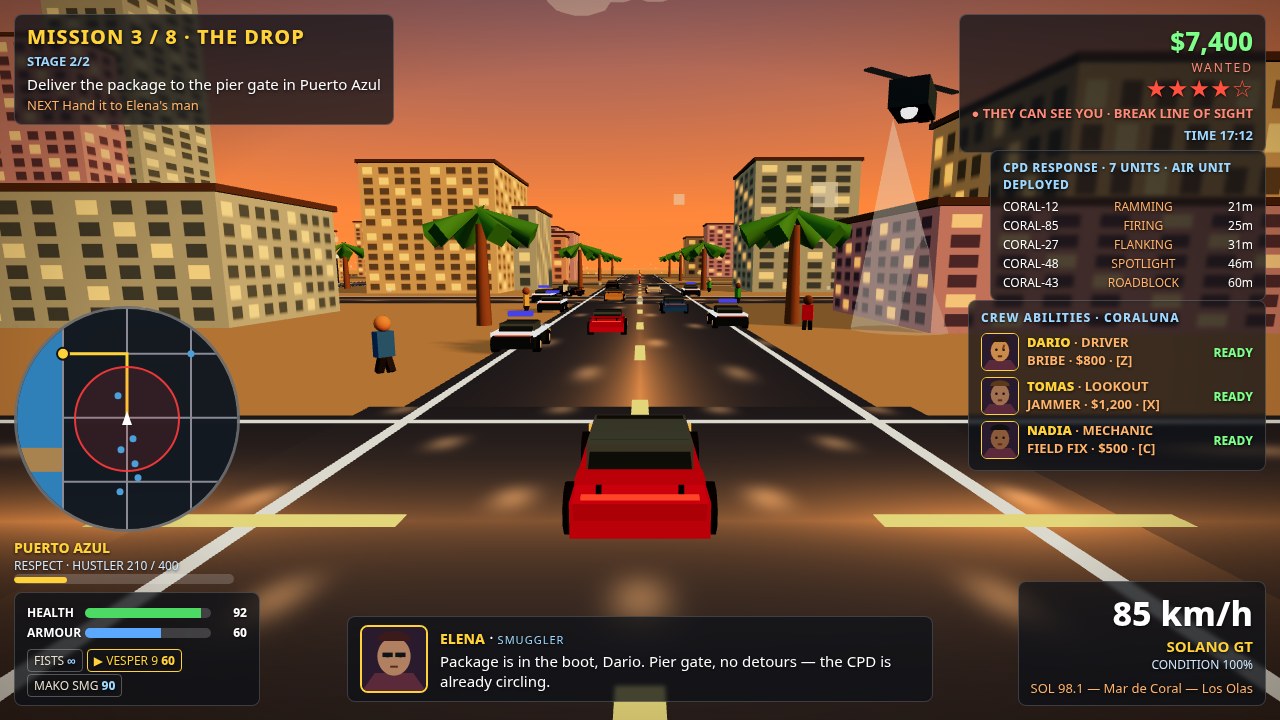 MISSION 3 / 8 · THE DROP
STAGE 2/2
Deliver the package to the pier gate in Puerto Azul
NEXT Hand it to Elena's man
$7,400
WANTED
★★★★☆
● THEY CAN SEE YOU · BREAK LINE OF SIGHT
TIME 17:12
CPD RESPONSE · 7 UNITS · AIR UNIT
DEPLOYED
CORAL-12 RAMMING 21m
CORAL-85 FIRING 25m
CORAL-27 FLANKING 31m
CORAL-48 SPOTLIGHT 46m
CORAL-43 ROADBLOCK 60m
CREW ABILITIES · CORALUNA
DARIO · DRIVER
BRIBE · $800 · [Z] READY
TOMAS · LOOKOUT
JAMMER · $1,200 · [X] READY
NADIA · MECHANIC
FIELD FIX · $500 · [C] READY
PUERTO AZUL
RESPECT · HUSTLER 210 / 400
HEALTH 92
ARMOUR 60
FISTS ∞ ▶ VESPER 9 60
MAKO SMG 90
ELENA · SMUGGLER
Package is in the boot, Dario. Pier gate, no detours — the CPD is
already circling.
85 km/h
SOLANO GT
CONDITION 100%
SOL 98.1 — Mar de Coral — Los Olas